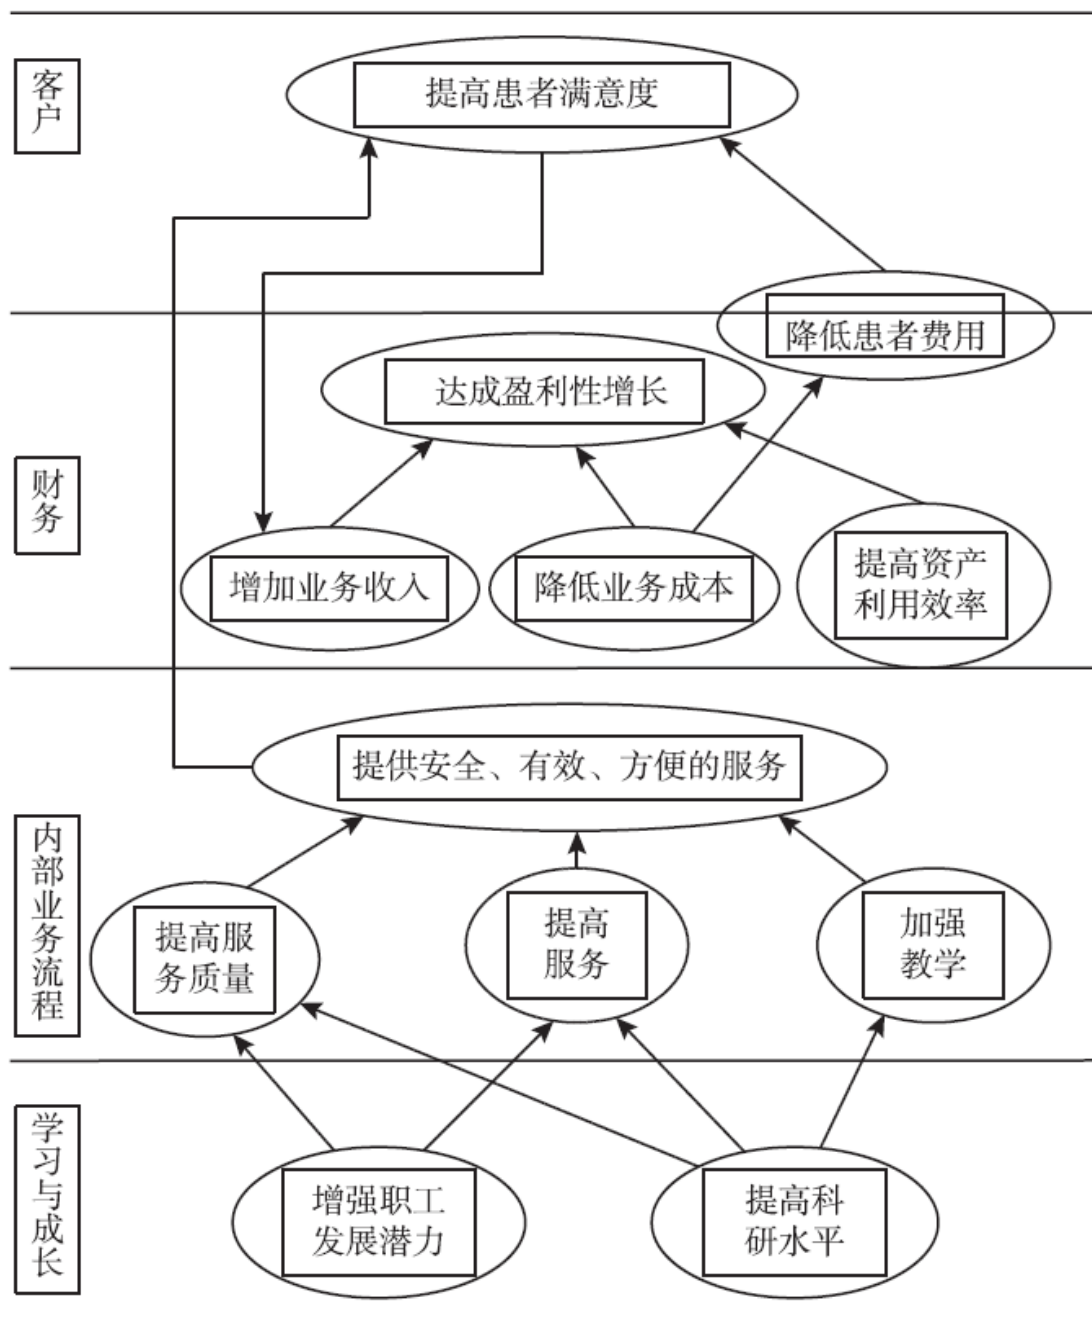 客户
提高患者满意度
降低患者费用
财务
达成盈利性增长
增加业务收入
降低业务成本
提高资产
利用效率
内部业务流程
提供安全、有效、方便的服务
提高服
务质量
提高
服务
加强
教学
学习与成长
增强职工
发展潜力
提高科
研水平